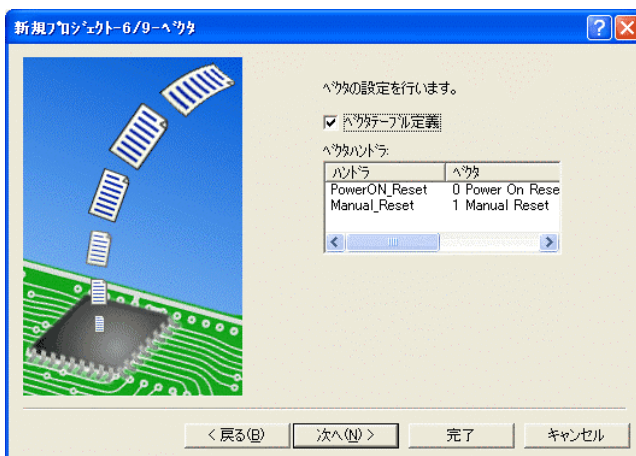 新規ﾌﾟﾛｼﾞｪｸﾄ-6/9-ﾍﾞｸﾀ
ﾍﾞｸﾀの設定を行います。
ﾍﾞｸﾀﾃｰﾌﾞﾙ定義
ﾍﾞｸﾀﾊﾝﾄﾞﾗ:
ﾊﾝﾄﾞﾗ ﾍﾞｸﾀ
PowerON_Reset 0 Power On Rese
Manual_Reset 1 Manual Reset
< 戻る(B) 次へ(N) > 完了 キャンセル